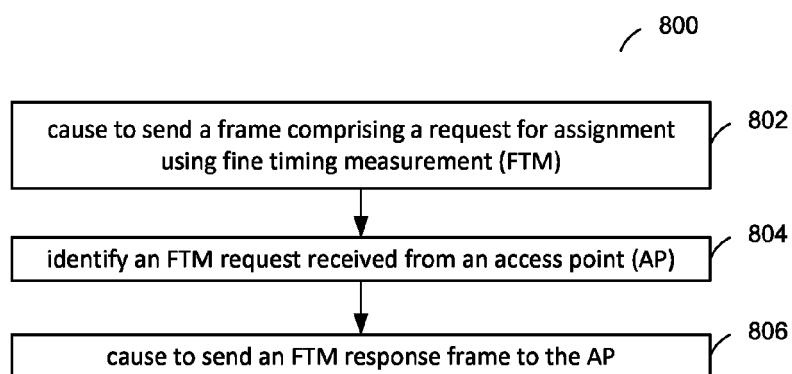 800
cause to send a frame comprising a request for assignment
using fine timing measurement (FTM)
802
identify an FTM request received from an access point (AP)
804
cause to send an FTM response frame to the AP
806